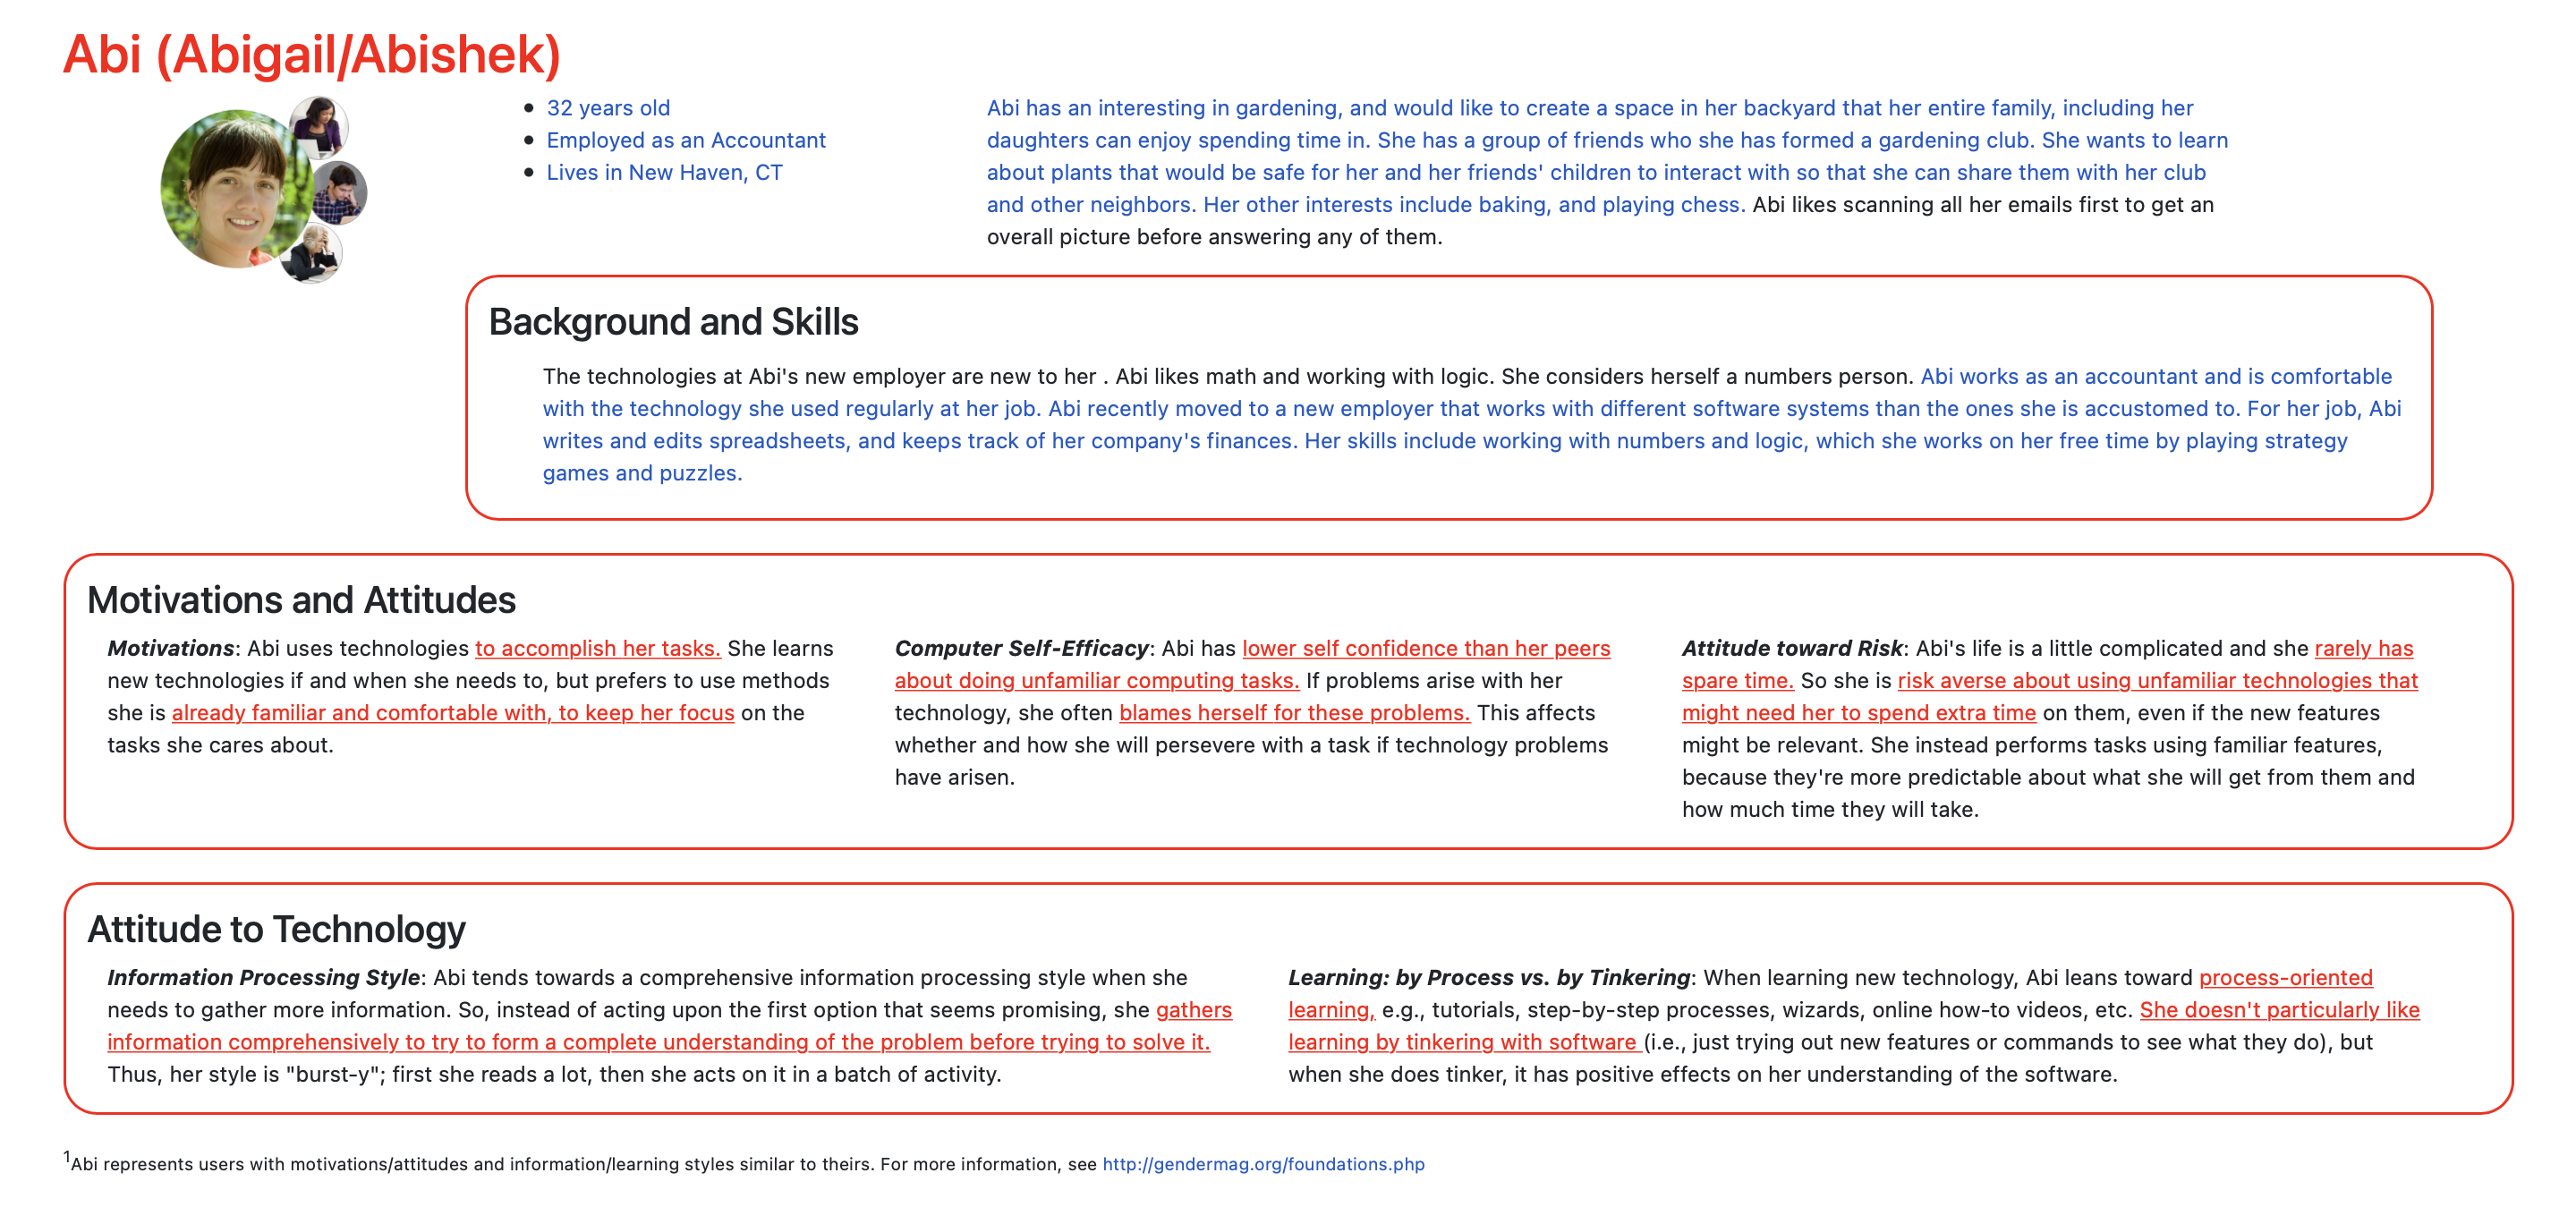 Abi (Abigail/Abishek)
• 32 years old
• Employed as an Accountant
• Lives in New Haven, CT
Abi has an interesting in gardening, and would like to create a space in her backyard that her entire family, including her
daughters can enjoy spending time in. She has a group of friends who she has formed a gardening club. She wants to learn
about plants that would be safe for her and her friends' children to interact with so that she can share them with her club
and other neighbors. Her other interests include baking, and playing chess. Abi likes scanning all her emails first to get an
overall picture before answering any of them.
Background and Skills
The technologies at Abi's new employer are new to her . Abi likes math and working with logic. She considers herself a numbers person. Abi works as an accountant and is comfortable
with the technology she used regularly at her job. Abi recently moved to a new employer that works with different software systems than the ones she is accustomed to. For her job, Abi
writes and edits spreadsheets, and keeps track of her company's finances. Her skills include working with numbers and logic, which she works on her free time by playing strategy
games and puzzles.
Motivations and Attitudes
Motivations: Abi uses technologies to accomplish her tasks. She learns
new technologies if and when she needs to, but prefers to use methods
she is already familiar and comfortable with, to keep her focus on the
tasks she cares about.
Computer Self-Efficacy: Abi has lower self confidence than her peers
about doing unfamiliar computing tasks. If problems arise with her
technology, she often blames herself for these problems. This affects
whether and how she will persevere with a task if technology problems
have arisen.
Attitude toward Risk: Abi's life is a little complicated and she rarely has
spare time. So she is risk averse about using unfamiliar technologies that
might need her to spend extra time on them, even if the new features
might be relevant. She instead performs tasks using familiar features,
because they're more predictable about what she will get from them and
how much time they will take.
Attitude to Technology
Information Processing Style: Abi tends towards a comprehensive information processing style when she
needs to gather more information. So, instead of acting upon the first option that seems promising, she gathers
information comprehensively to try to form a complete understanding of the problem before trying to solve it.
Thus, her style is "burst-y"; first she reads a lot, then she acts on it in a batch of activity.
Learning: by Process vs. by Tinkering: When learning new technology, Abi leans toward process-oriented
learning, e.g., tutorials, step-by-step processes, wizards, online how-to videos, etc. She doesn't particularly like
learning by tinkering with software (i.e., just trying out new features or commands to see what they do), but
when she does tinker, it has positive effects on her understanding of the software.
1Abi represents users with motivations/attitudes and information/learning styles similar to theirs. For more information, see http://gendermag.org/foundations.php